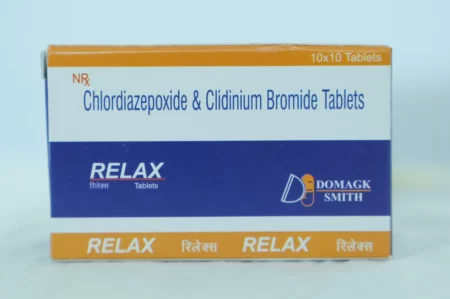 10x10 Tablets
NRx
Chlordiazepoxide & Clidinium Bromide Tablets
RELAX
रिलेक्स Tablets
DOMAGK
SMITH
RELAX रिलेक्स RELAX रिलेक्स